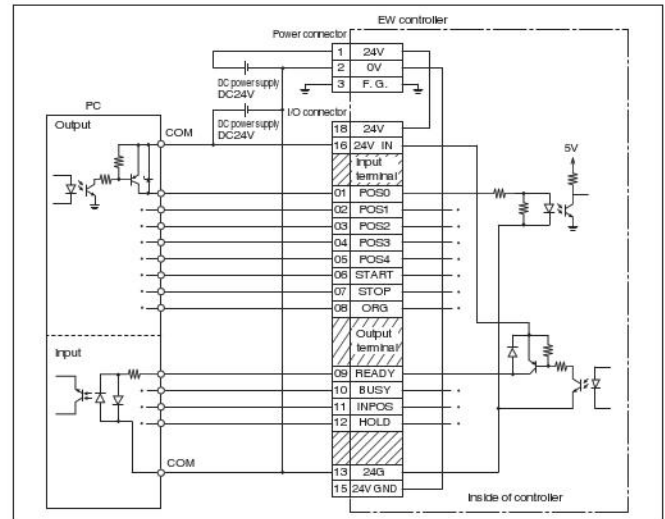 EW controller
Power connector
1 24V
2 0V
3 F. G.
DC power supply
DC24V
I/O connector
DC power supply
DC24V
PC
Output
COM
18 24V
16 24V IN
Input
terminal
5V
01 POS0
02 POS1
03 POS2
04 POS3
05 POS4
06 START
07 STOP
08 ORG
Output
terminal
Input
09 READY
10 BUSY
11 INPOS
12 HOLD
COM
13 24G
15 24V GND
Inside of controller